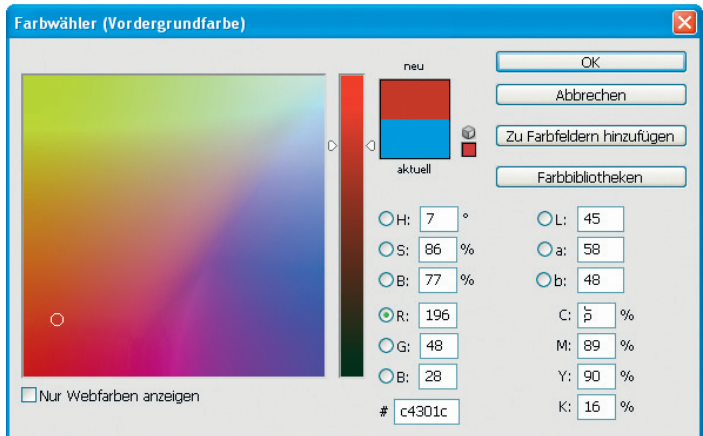 Farbwähler (Vordergrundfarbe)
neu
aktuell
OK
Abbrechen
Zu Farbfeldern hinzufügen
Farbbibliotheken
H: 7 °
S: 86 %
B: 77 %
R: 196
G: 48
B: 28
# c4301c
L: 45
a: 58
b: 48
C: %
M: 89 %
Y: 90 %
K: 16 %
Nur Webfarben anzeigen